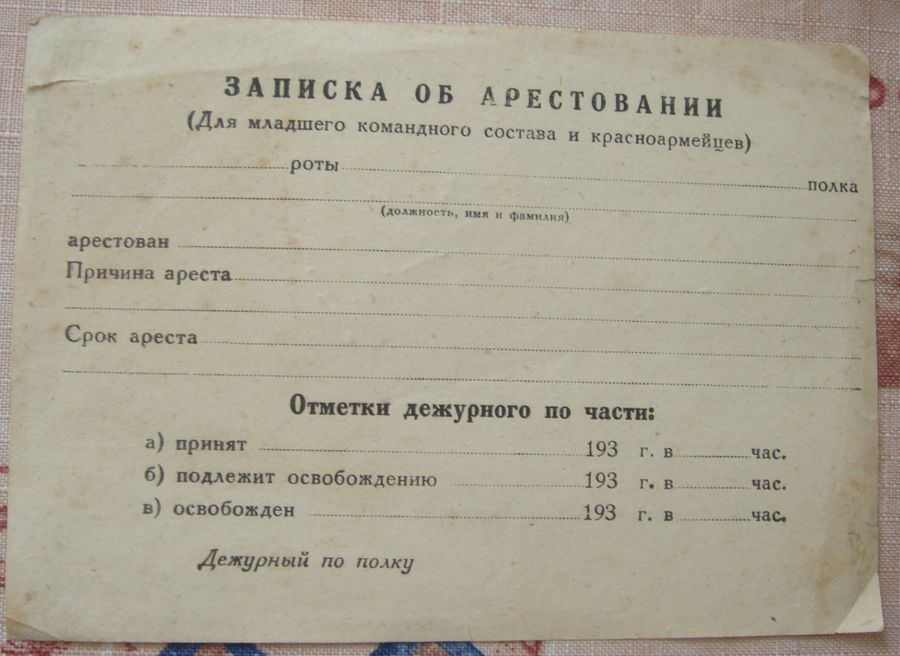 ЗАПИСКА ОБ АРЕСТОВАНИИ
(Для младшего командного состава и красноармейцев)
роты полка
(должность, имя и фамилия)
арестован
Причина ареста
Срок ареста
Отметки дежурного по части:
а) принят 193 г. в час.
б) подлежит освобождению 193 г. в час.
в) освобожден 193 г. в час.
Дежурный по полку